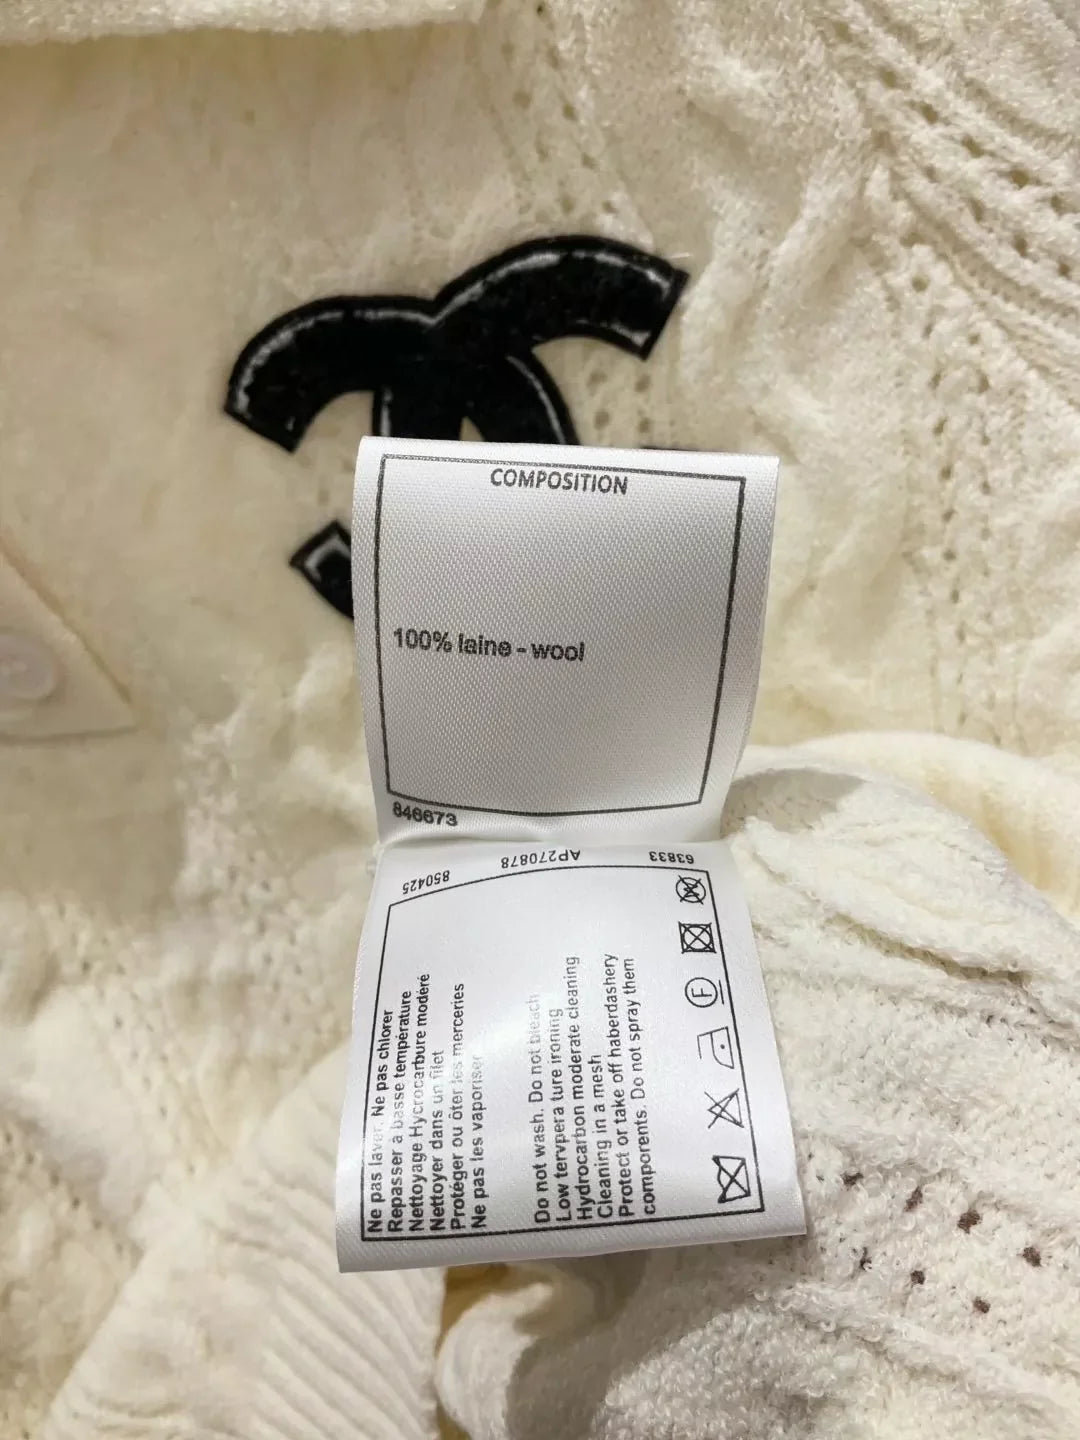 COMPOSITION
100% laine - wool
846673
850425
AP270878
63833
Ne pas laver. Ne pas chlorer
Repasser à basse température
Nettoyage Hycrocarbure modéré
Nettoyer dans un filet
Protéger ou ôter les merceries
Ne pas les vaporiser
Do not wash. Do not bleach
Low tervpera ture ironing
Hydrocarbon moderate cleaning
Cleaning in a mesh
Protect or take off haberdashery
comporents. Do not spray them
F